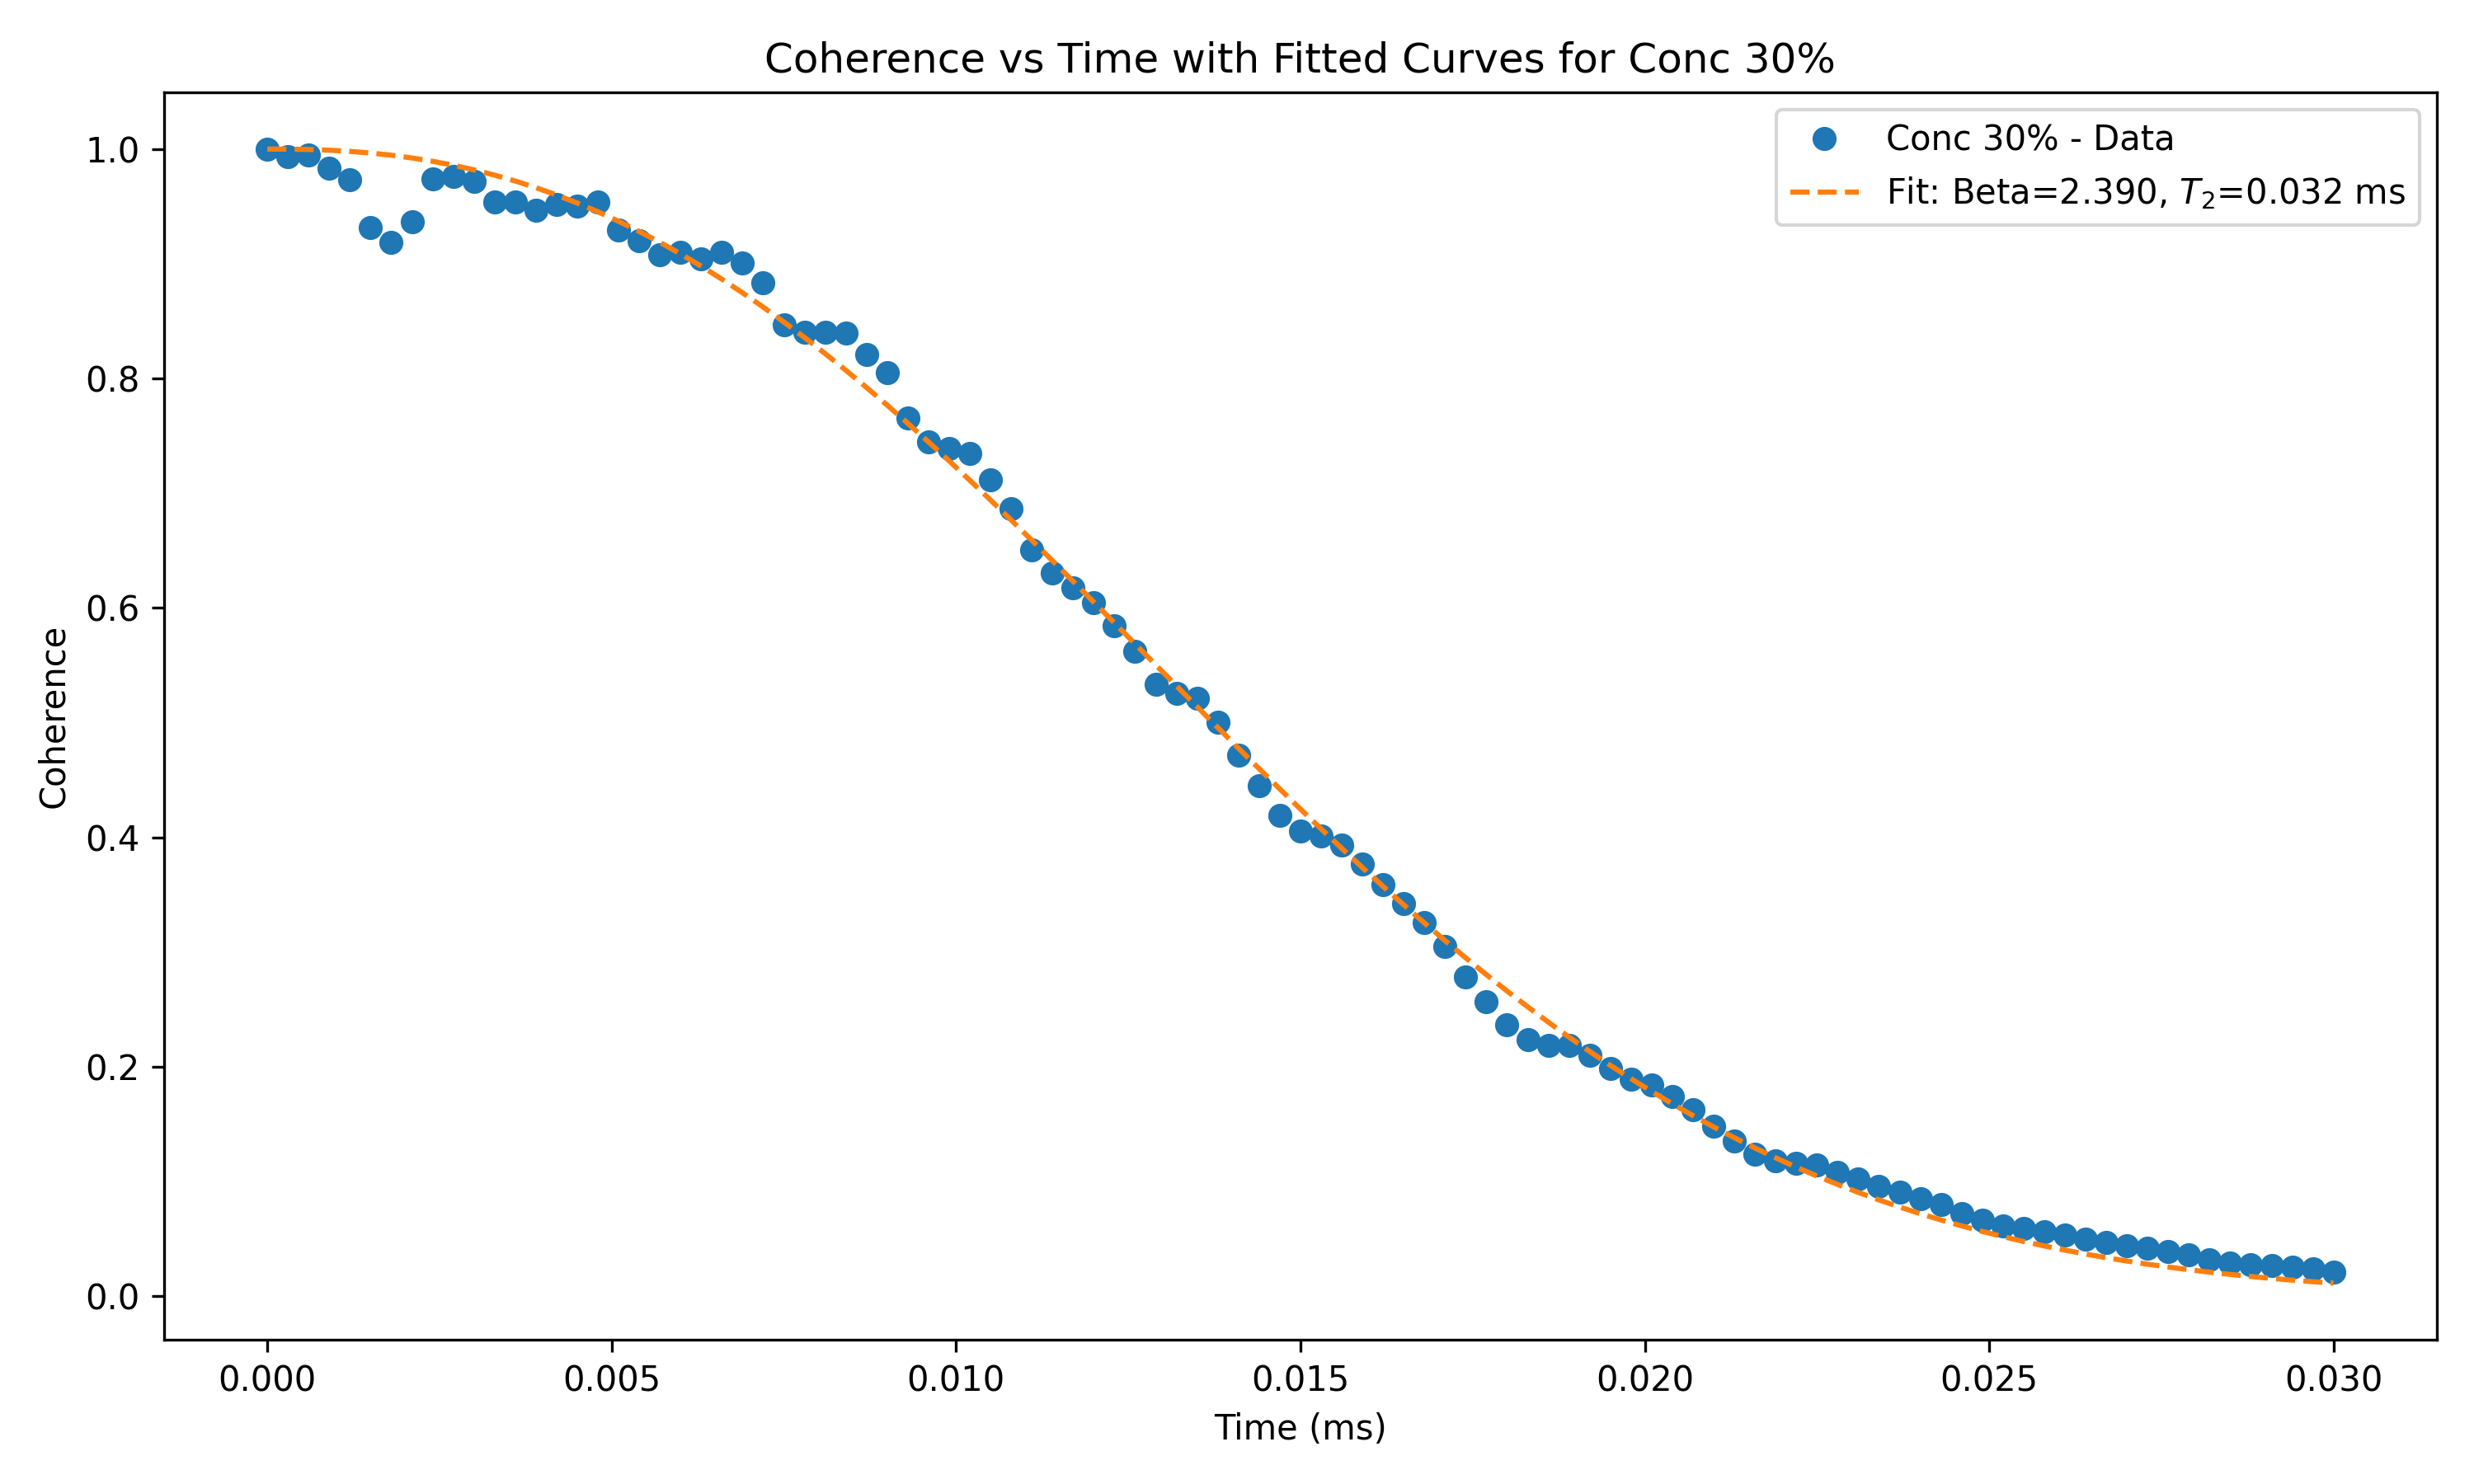 Coherence vs Time with Fitted Curves for Conc 30%
Conc 30% - Data
Fit: Beta=2.390, T₂=0.032 ms
1.0
0.8
0.6
0.4
0.2
0.0
Coherence
0.000 0.005 0.010 0.015 0.020 0.025 0.030
Time (ms)